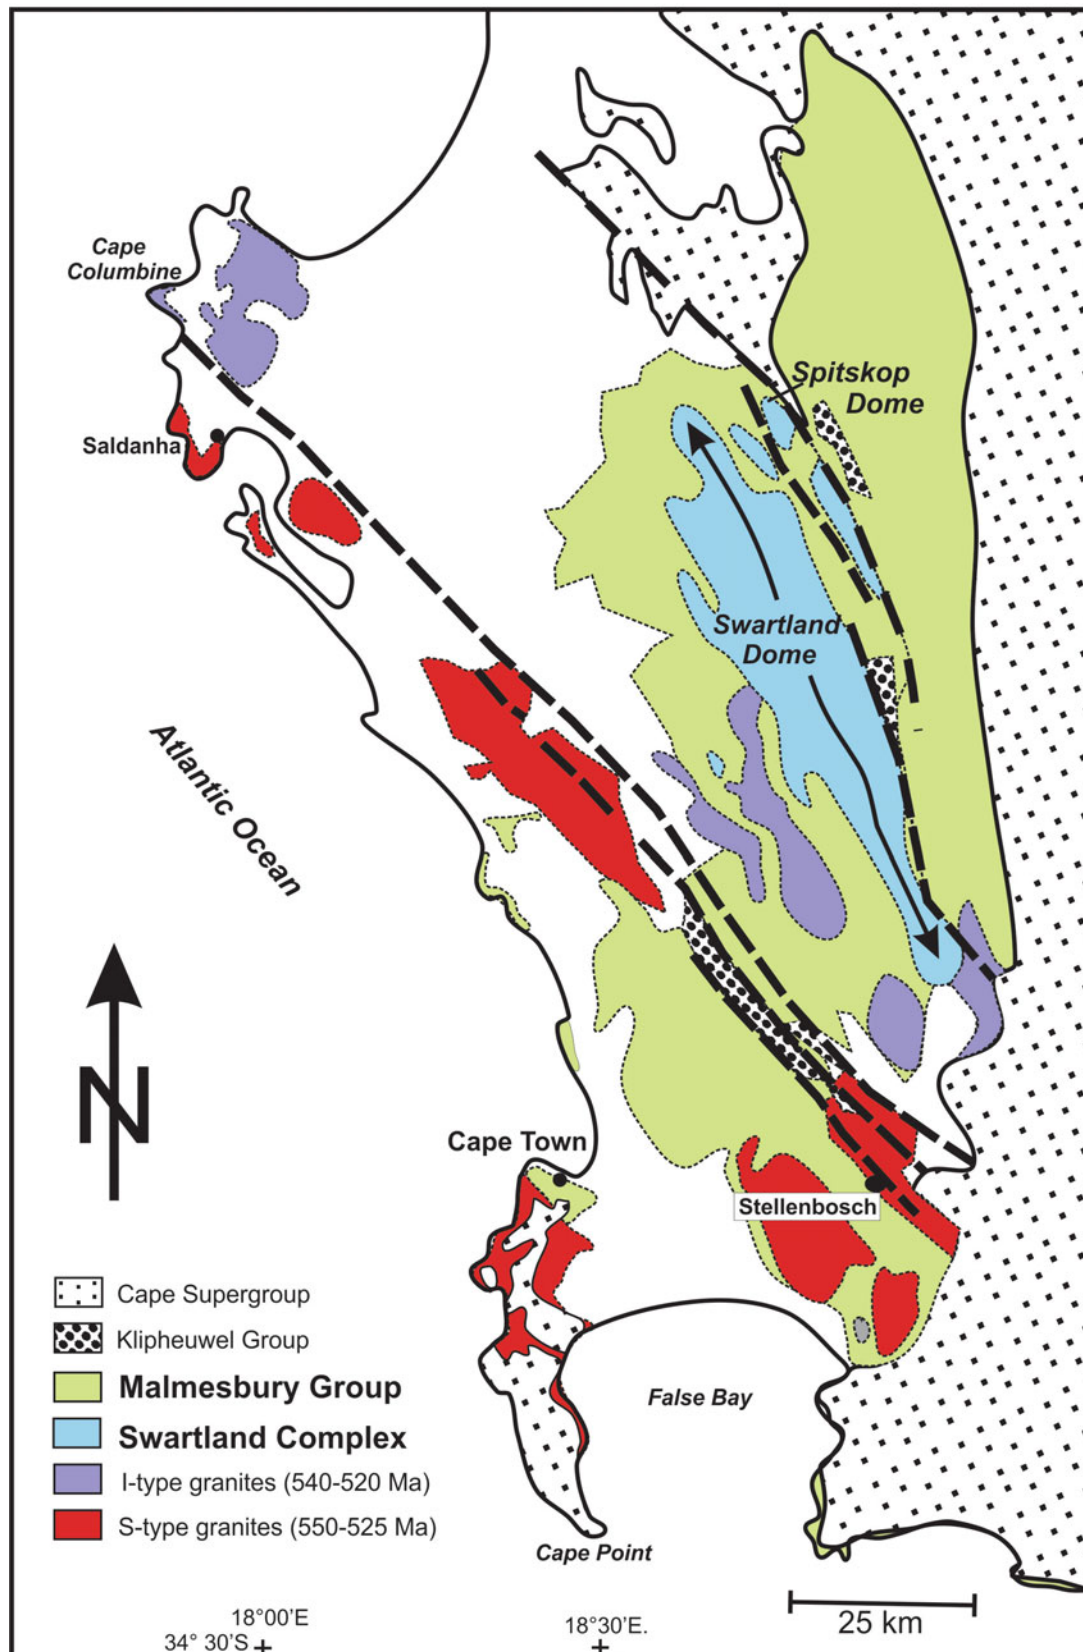 Cape
Columbine
Spitskop
Dome
Saldanha
Swartland
Dome
Atlantic Ocean
N
Cape Town
Stellenbosch
Cape Supergroup
Klipheuwel Group
Malmesbury Group
False Bay
Swartland Complex
I-type granites (540-520 Ma)
S-type granites (550-525 Ma)
Cape Point
25 km
18°00'E
18°30'E.
34° 30'S